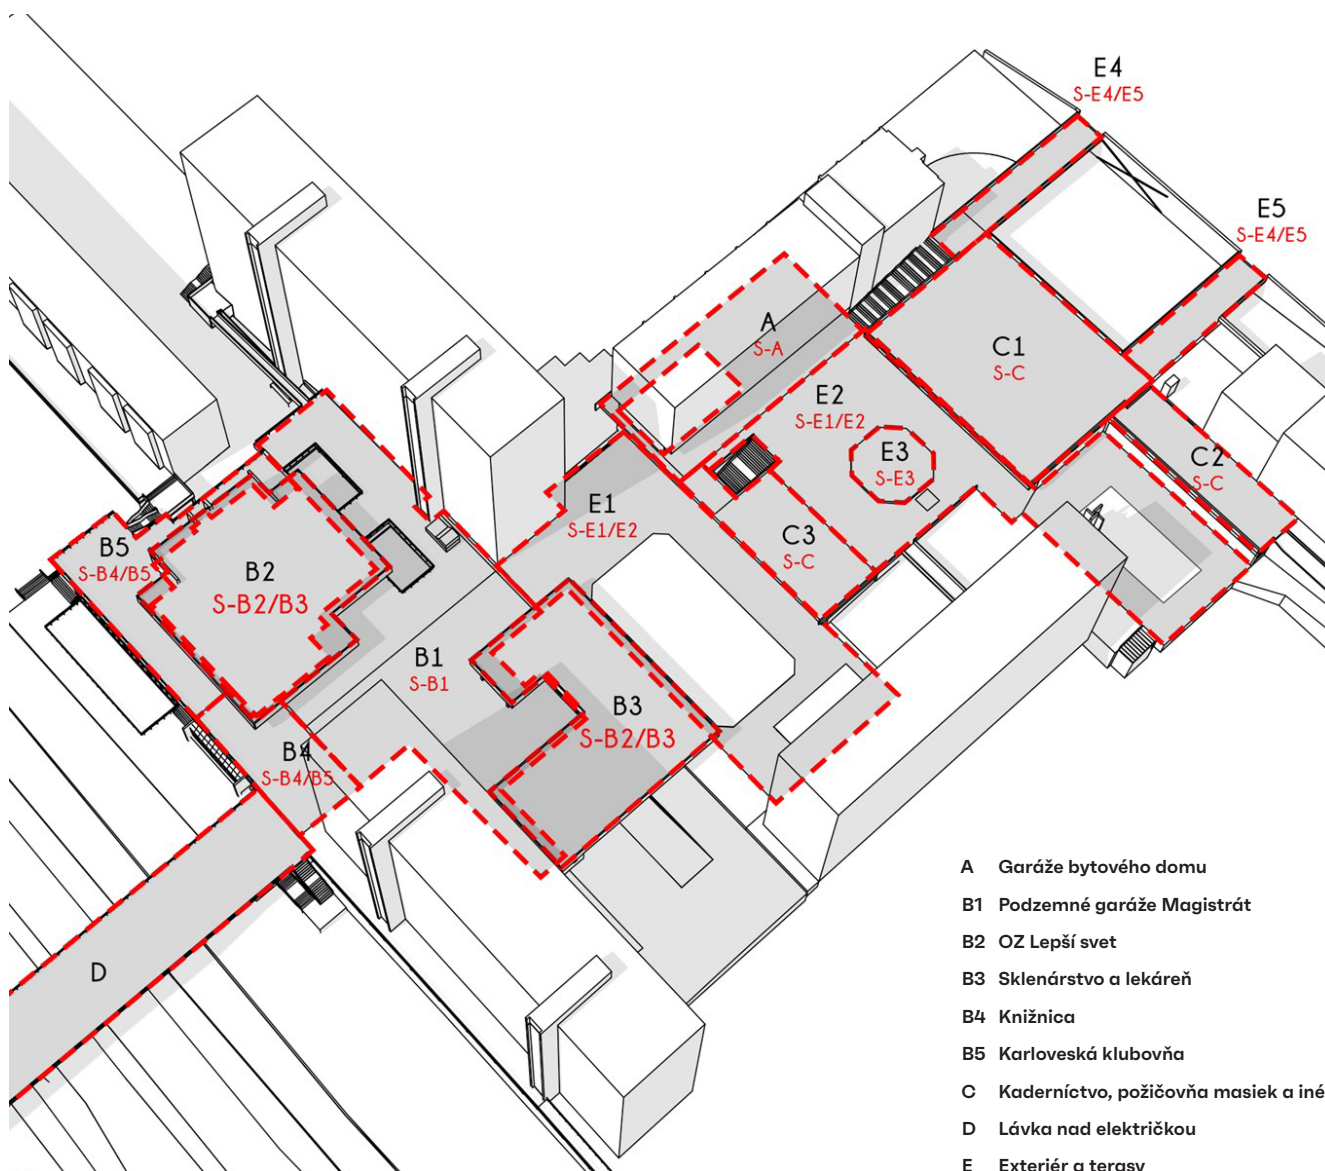 E4
S-E4/E5
E5
S-E4/E5
A
S-A
C1
S-C
E2
S-E1/E2
E3
S-E3
C2
S-C
E1
S-E1/E2
C3
S-C
B5
S-B4/B5
B2
S-B2/B3
B1
S-B1
B3
S-B2/B3
B4
S-B4/B5
D
A Garáže bytového domu
B1 Podzemné garáže Magistrát
B2 OZ Lepší svet
B3 Sklenárstvo a lekáreň
B4 Knižnica
B5 Karloveská klubovňa
C Kaderníctvo, požičovňa masiek a iné
D Lávka nad električkou
E Exteriér a terasy